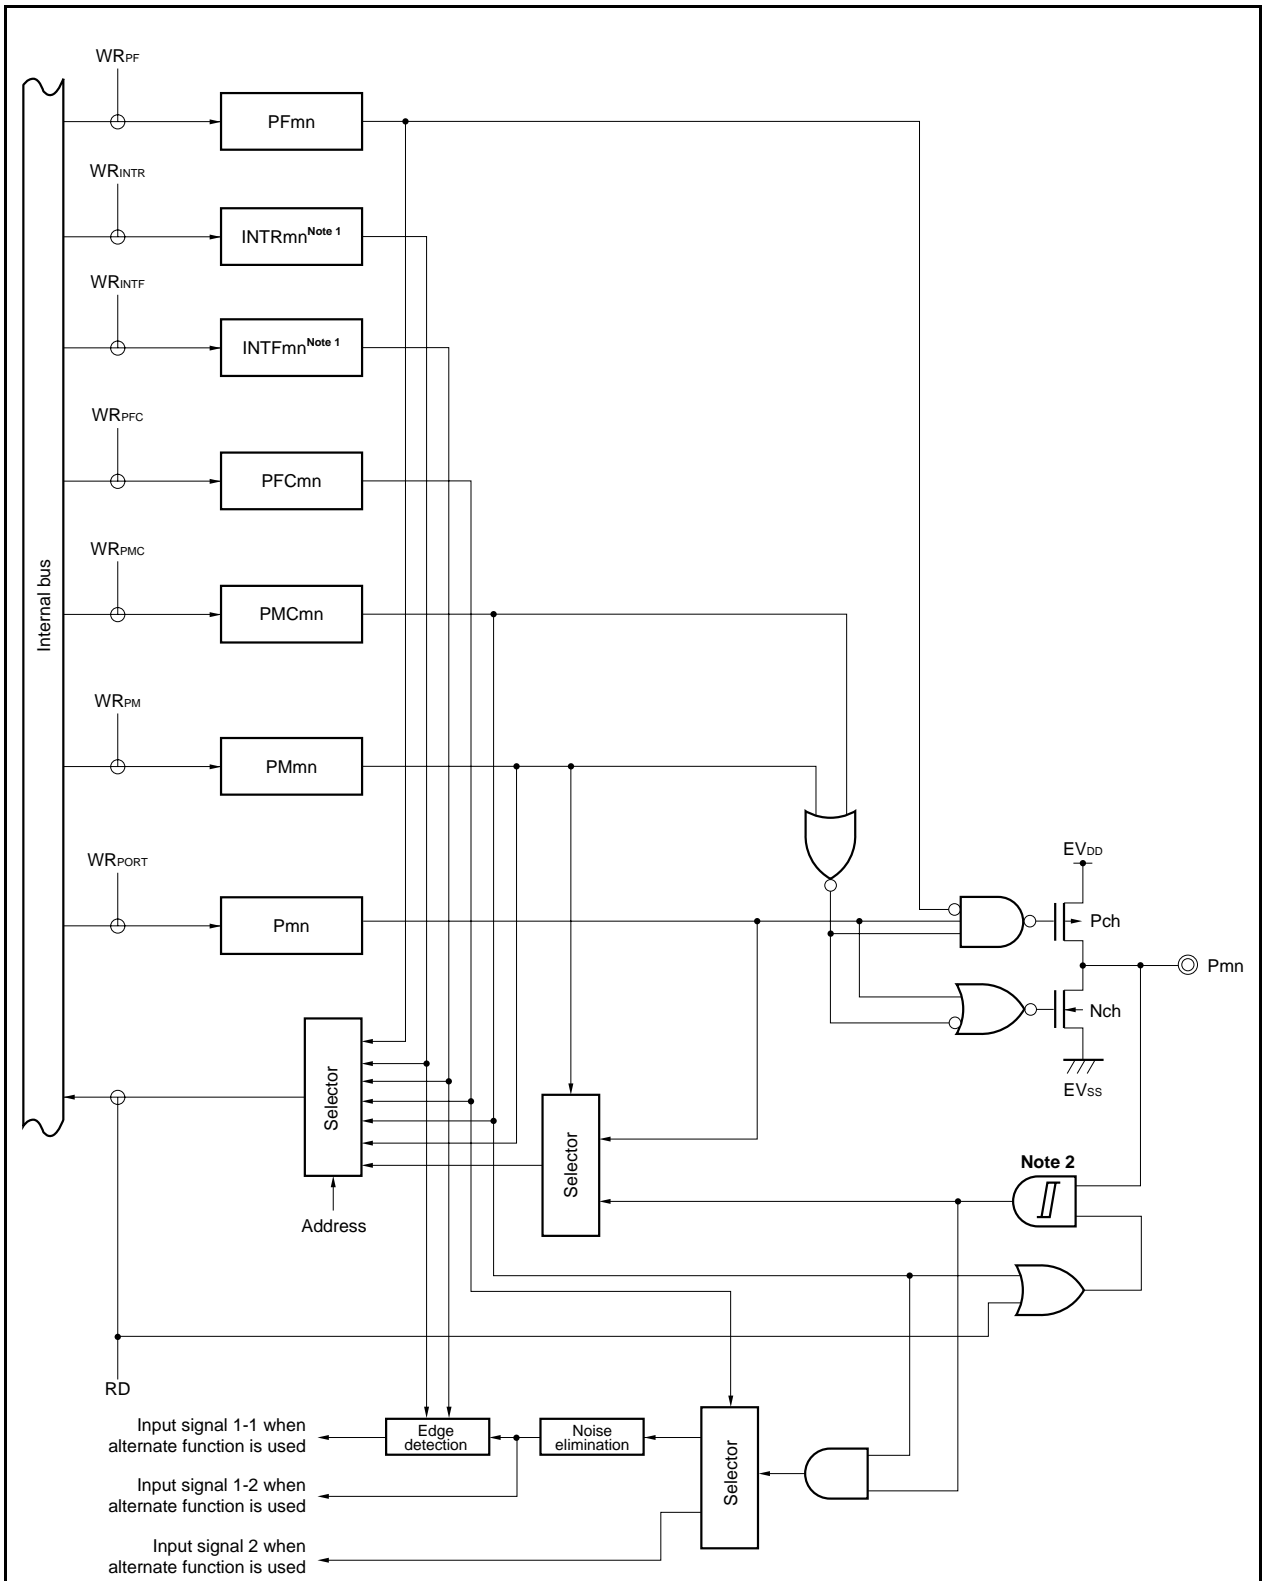 WRPF
PFmn
WRINTR
INTRmnNote 1
WRINTF
INTFmnNote 1
WRPFC
PFCmn
WRPMC
PMCmn
Internal bus
WRPM
PMmn
WRPORT
Pmn
EVDD
Pch
Pmn
Nch
EVSS
Selector
Selector
Note 2
Address
RD
Input signal 1-1 when
alternate function is used
Edge
detection
Noise
elimination
Selector
Input signal 1-2 when
alternate function is used
Input signal 2 when
alternate function is used